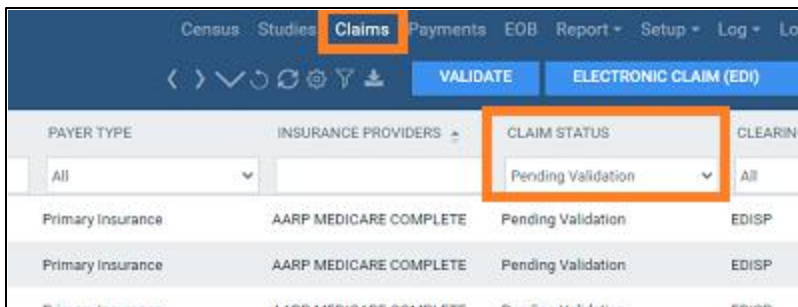 Census Studies Claims Payments EOB Report Setup Log Lo
VALIDATE ELECTRONIC CLAIM (EDI)
PAYER TYPE INSURANCE PROVIDERS CLAIM STATUS CLEARIN
All Pending Validation All
Primary Insurance AARP MEDICARE COMPLETE Pending Validation EDISP
Primary Insurance AARP MEDICARE COMPLETE Pending Validation EDISP